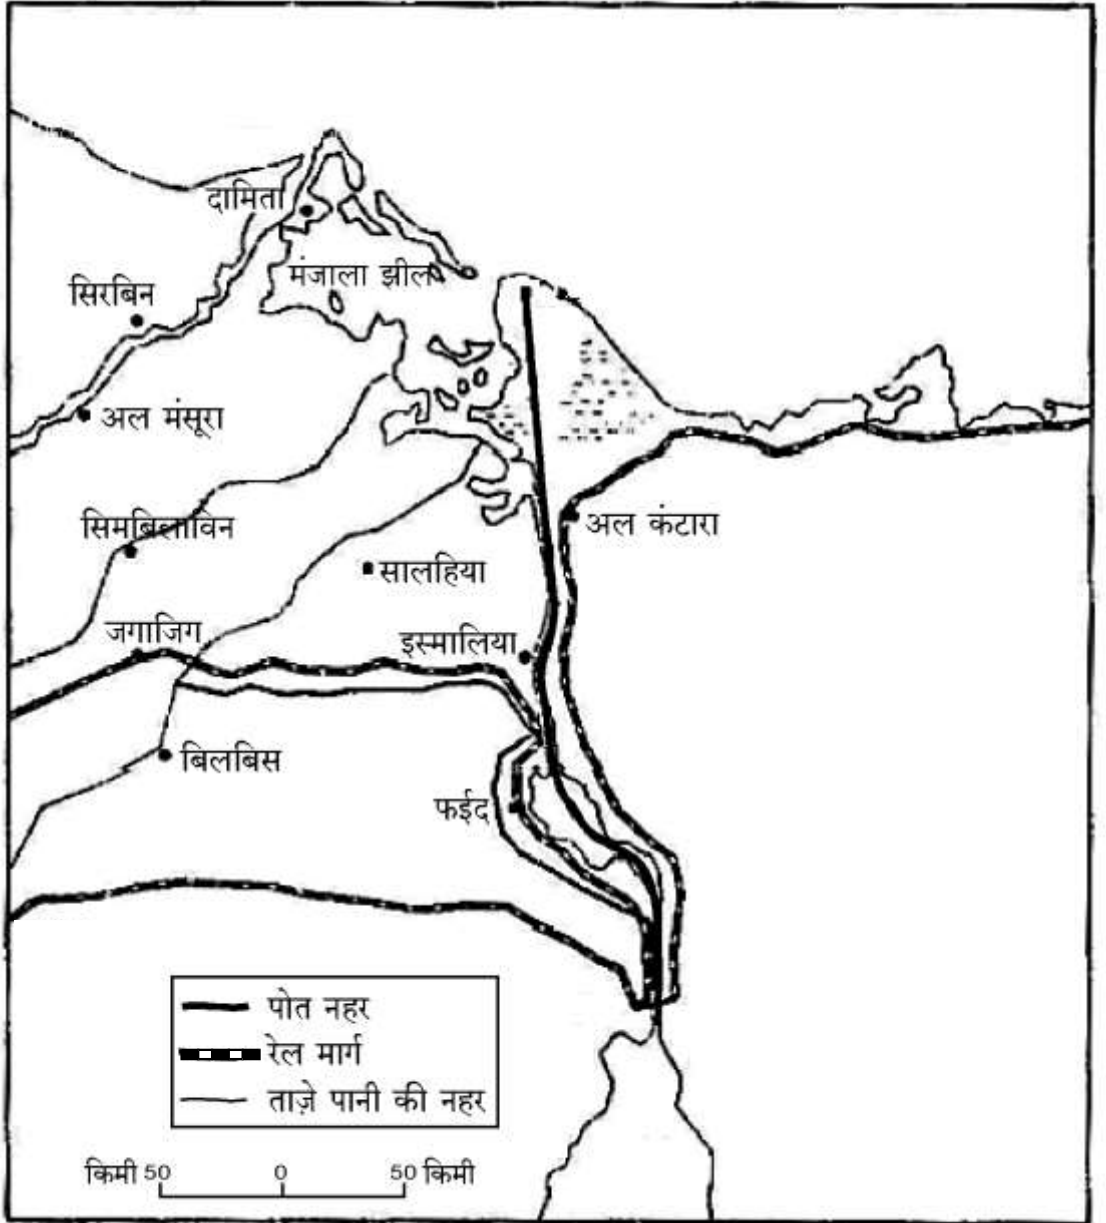 दामिता
मंजाला झील
सिरबिन
अल मंसूरा
सिमबिलाविन
अल कंटारा
सालहिया
जगाजिग
इस्मालिया
बिलबिस
फईद
पोत नहर
रेल मार्ग
ताज़े पानी की नहर
किमी 50 0 50 किमी